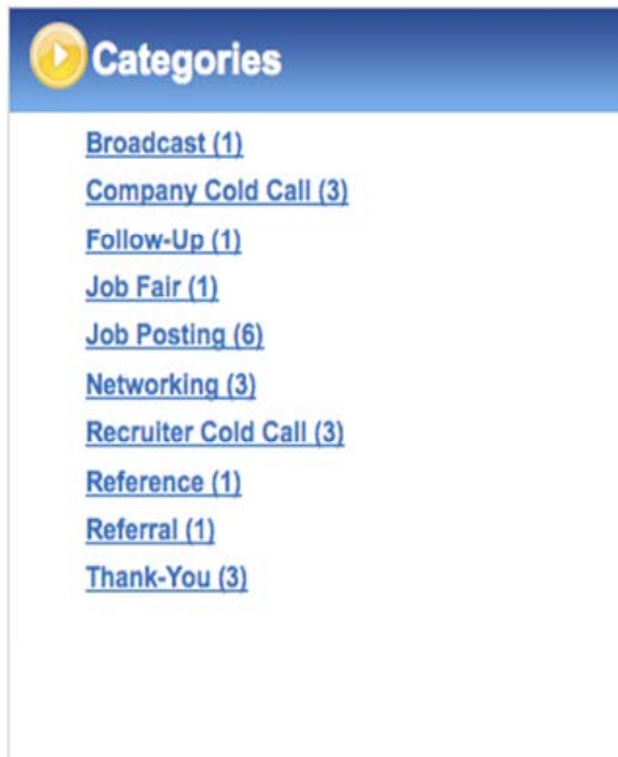 Categories
Broadcast (1)
Company Cold Call (3)
Follow-Up (1)
Job Fair (1)
Job Posting (6)
Networking (3)
Recruiter Cold Call (3)
Reference (1)
Referral (1)
Thank-You (3)